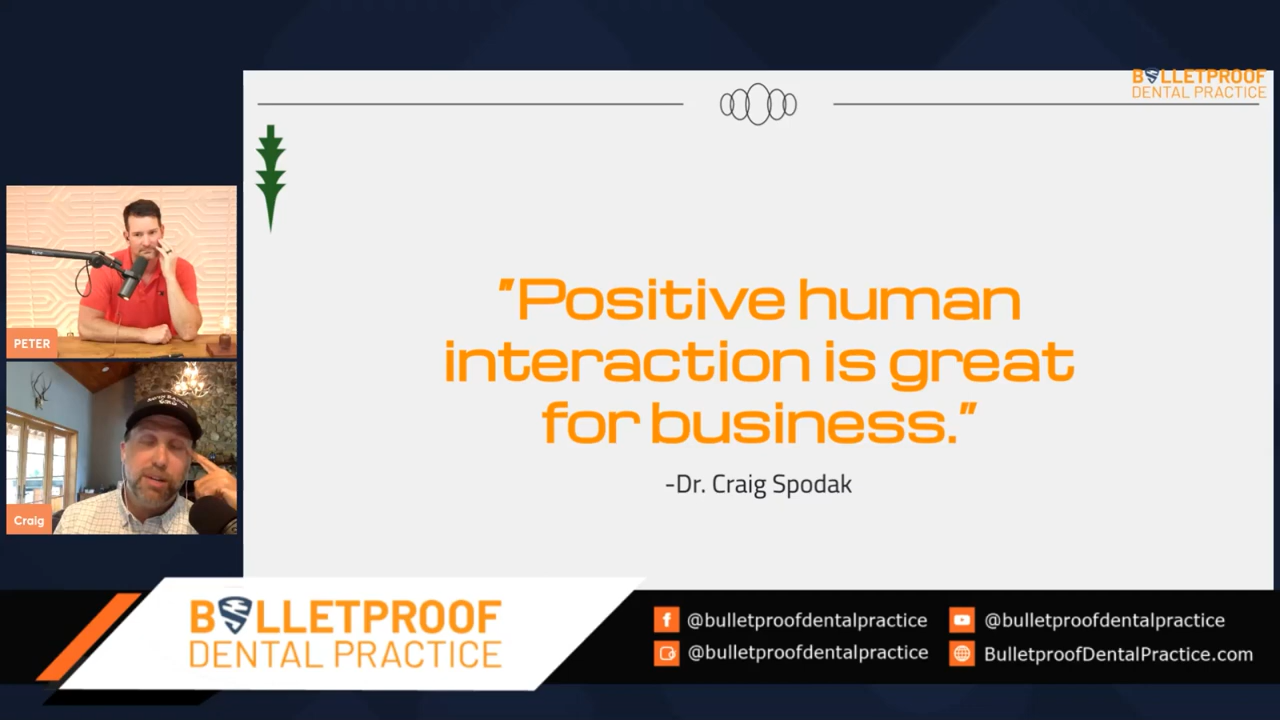 BULLETPROOF
DENTAL PRACTICE
"Positive human
interaction is great
for business."
-Dr. Craig Spodak
PETER
Craig
BULLETPROOF
DENTAL PRACTICE
@bulletproofdentalpractice
@bulletproofdentalpractice
@bulletproofdentalpractice
BulletproofDentalPractice.com